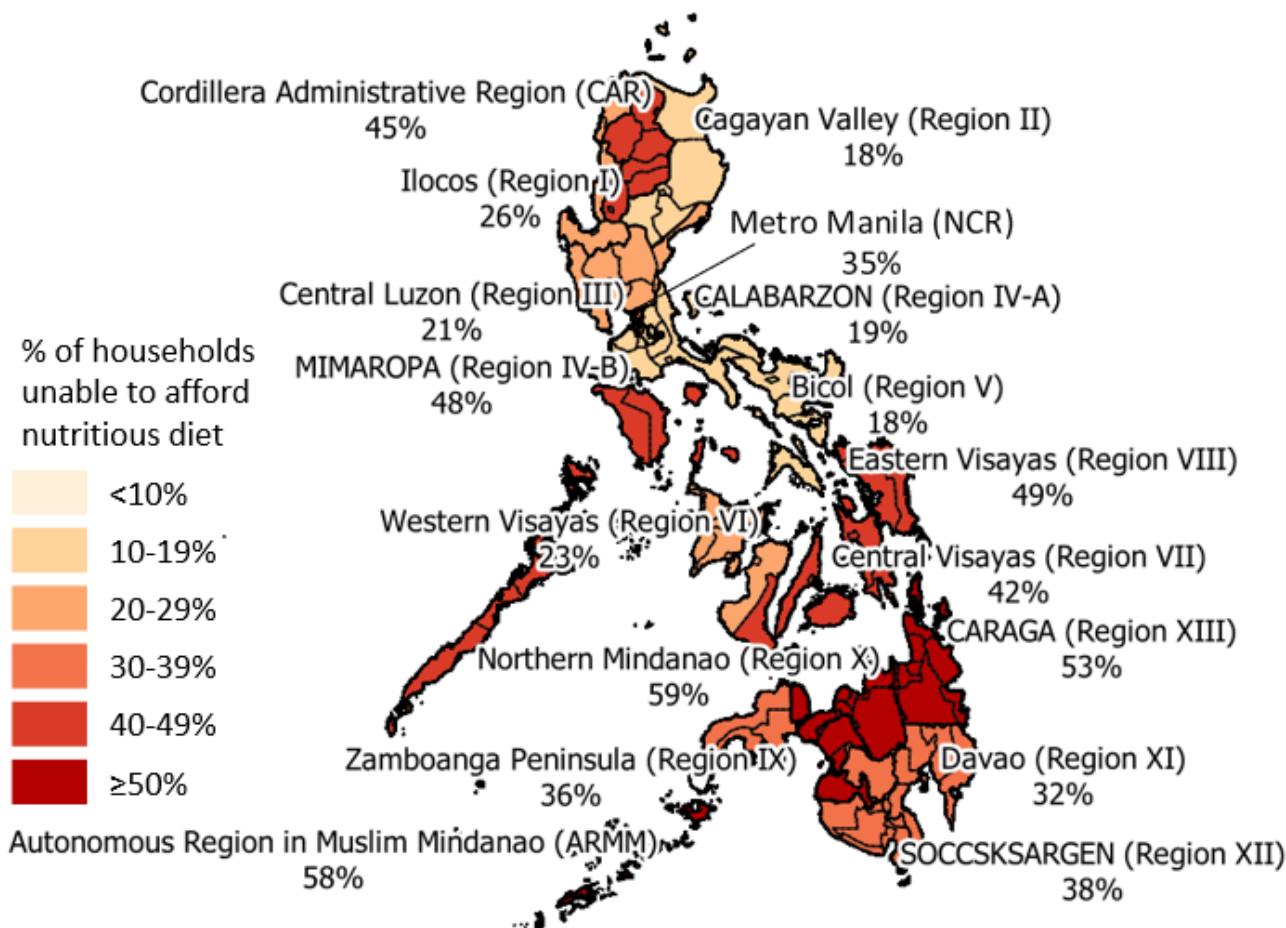 Cordillera Administrative Region (CAR)
45%
Cagayan Valley (Region II)
18%
Ilocos (Region I)
26%
Metro Manila (NCR)
35%
Central Luzon (Region III)
21%
CALABARZON (Region IV-A)
19%
MIMAROPA (Region IV-B)
48%
Bicol (Region V)
18%
Eastern Visayas (Region VIII)
49%
Western Visayas (Region VI)
23%
Central Visayas (Region VII)
42%
CARAGA (Region XIII)
53%
Northern Mindanao (Region X)
59%
Zamboanga Peninsula (Region IX)
36%
Davao (Region XI)
32%
Autonomous Region in Muslim Mindanao (ARMM)
58%
SOCCSKSARGEN (Region XII)
38%
% of households
unable to afford
nutritious diet
<10%
10-19%
20-29%
30-39%
40-49%
≥50%